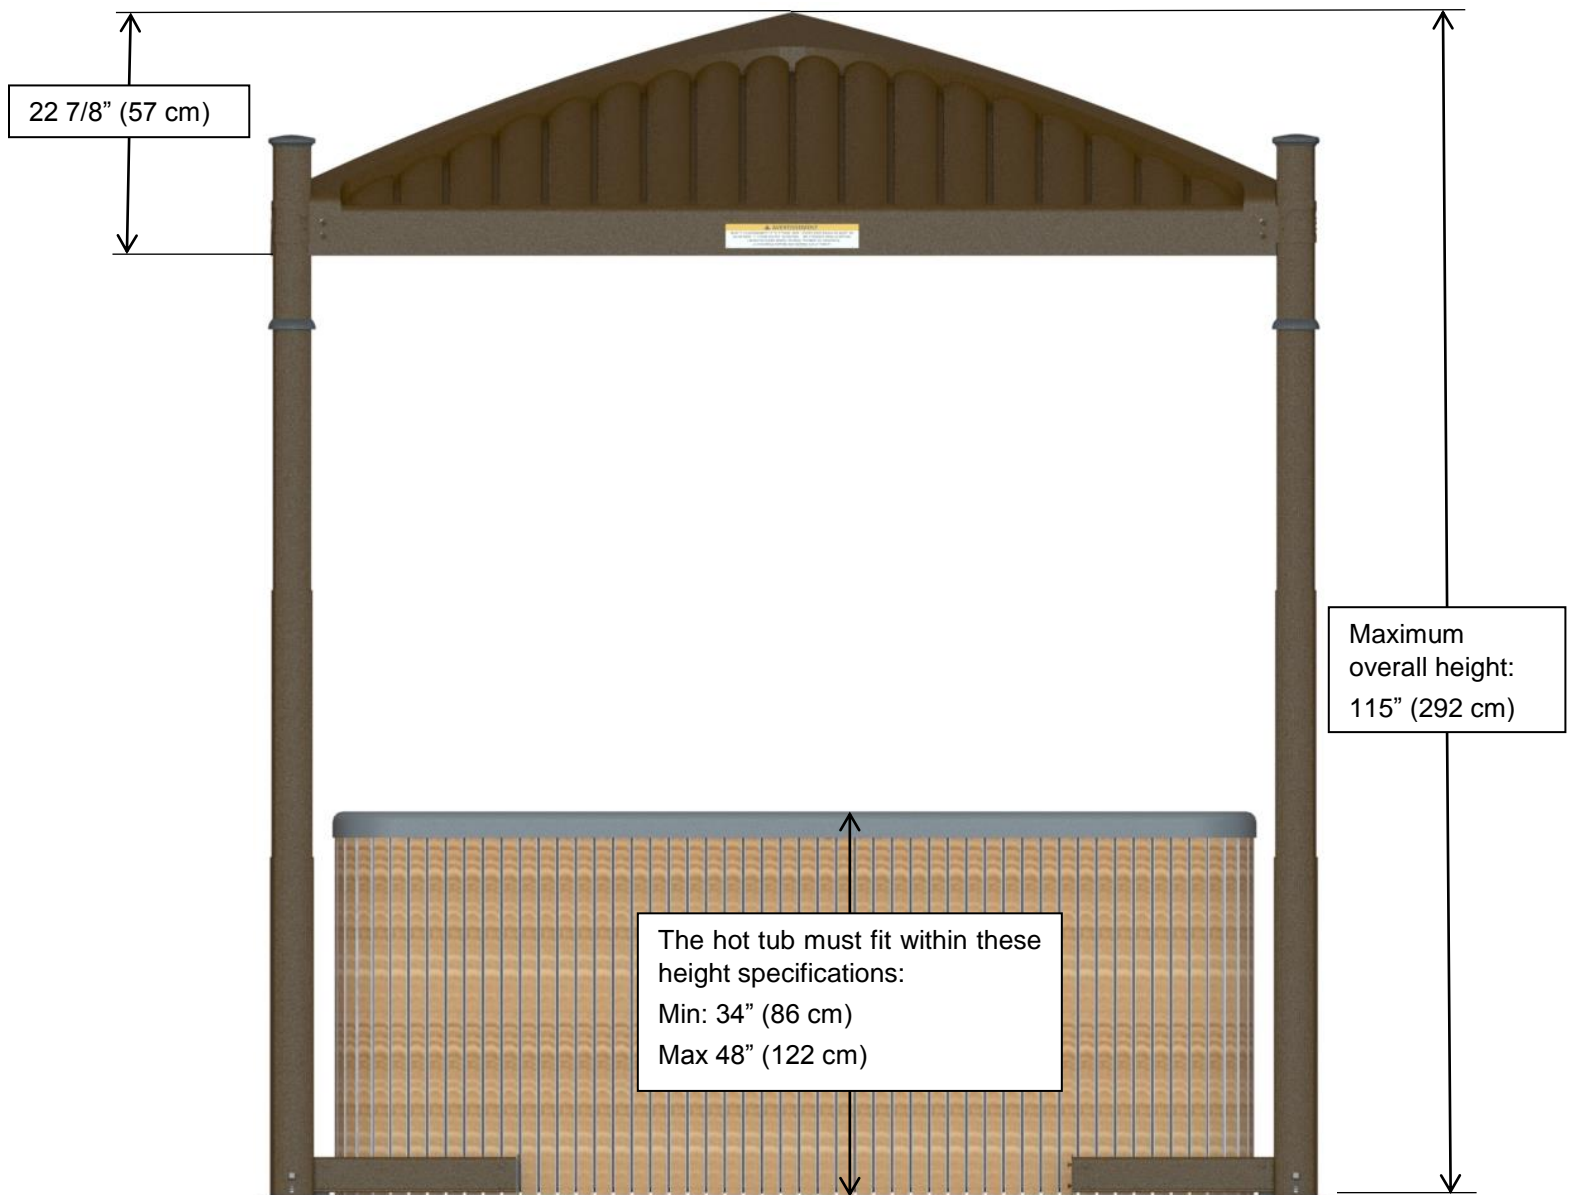 22 7/8” (57 cm)
AVERTISSEMENT
Maximum
overall height:
115” (292 cm)
The hot tub must fit within these
height specifications:
Min: 34” (86 cm)
Max 48” (122 cm)